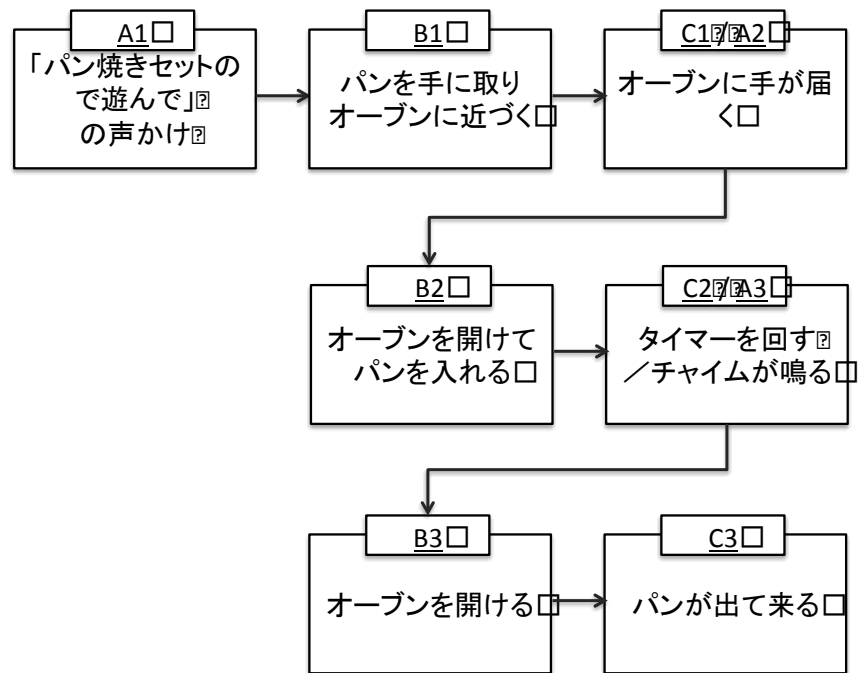 A1
「パン焼きセットの
で遊んで」
の声かけ
B1
パンを手に取り
オーブンに近づく
C1/A2
オーブンに手が届
く
B2
オーブンを開けて
パンを入れる
C2/A3
タイマーを回す
／チャイムが鳴る
B3
オーブンを開ける
C3
パンが出て来る